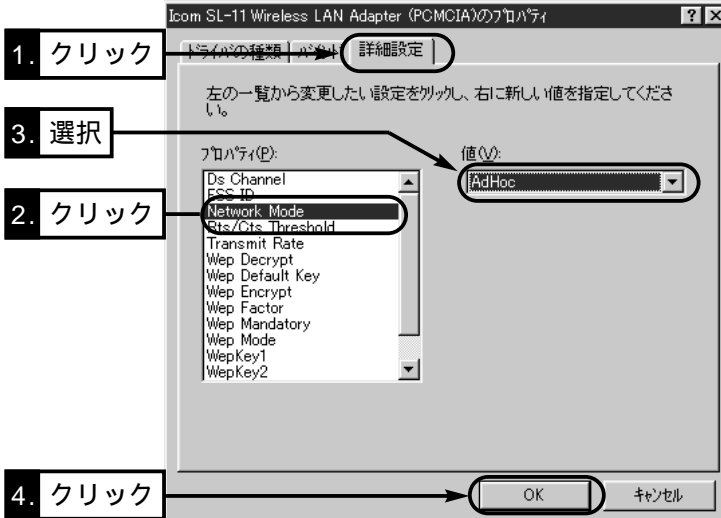 Icom SL-11 Wireless LAN Adapter (PCMCIA)のプロパティ
? ×
1. クリック
ドライバの種類 バインド 詳細設定
左の一覧から変更したい設定をクリックし、右に新しい値を指定してくださ
い。
3. 選択
プロパティ(P):
値(V):
Ds Channel
AdHoc
ESS ID
2. クリック
Network Mode
Rts/Cts Threshold
Transmit Rate
Wep Decrypt
Wep Default Key
Wep Encrypt
Wep Factor
Wep Mandatory
Wep Mode
WepKey1
WepKey2
4. クリック
OK
キャンセル